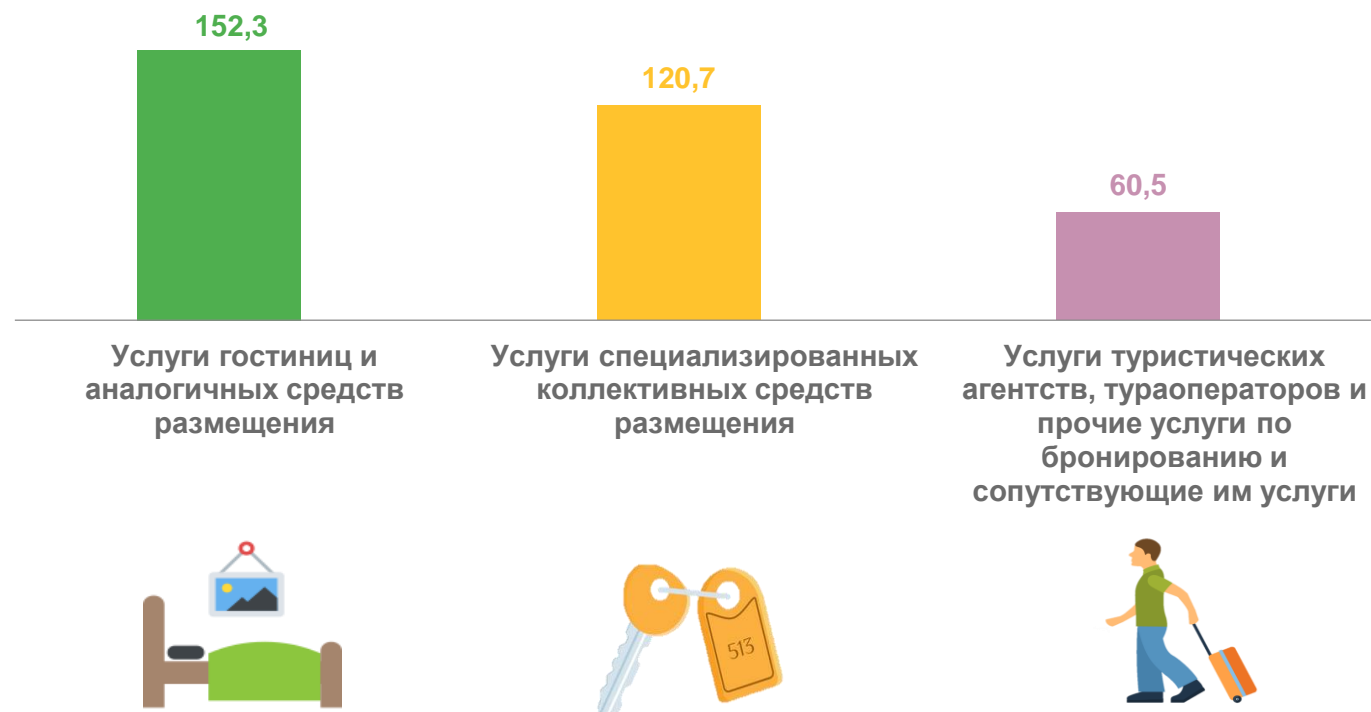 152,3
120,7
60,5
Услуги гостиниц и
аналогичных средств
размещения
Услуги специализированных
коллективных средств
размещения
Услуги туристических
агентств, тураоператоров и
прочие услуги по
бронированию и
сопутствующие им услуги
513